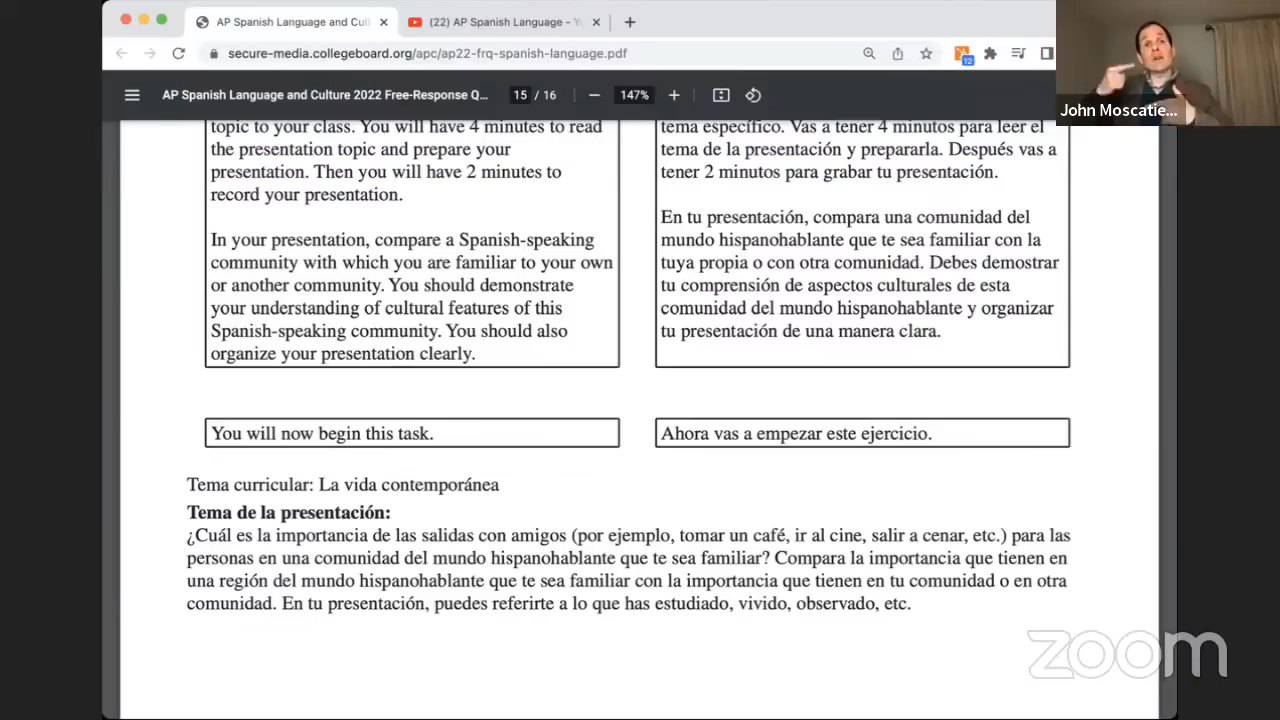 AP Spanish Language and Cul
(22) AP Spanish Language -
secure-media.collegeboard.org/apc/ap22-frq-spanish-language.pdf
12
AP Spanish Language and Culture 2022 Free-Response Q...
15 / 16
147%
John Moscatie...
topic to your class. You will have 4 minutes to read
the presentation topic and prepare your
presentation. Then you will have 2 minutes to
record your presentation.
In your presentation, compare a Spanish-speaking
community with which you are familiar to your own
or another community. You should demonstrate
your understanding of cultural features of this
Spanish-speaking community. You should also
organize your presentation clearly.
tema específico. Vas a tener 4 minutos para leer el
tema de la presentación y prepararla. Después vas a
tener 2 minutos para grabar tu presentación.
En tu presentación, compara una comunidad del
mundo hispanohablante que te sea familiar con la
tuya propia o con otra comunidad. Debes demostrar
tu comprensión de aspectos culturales de esta
comunidad del mundo hispanohablante y organizar
tu presentación de una manera clara.
You will now begin this task.
Ahora vas a empezar este ejercicio.
Tema curricular: La vida contemporánea
Tema de la presentación:
¿Cuál es la importancia de las salidas con amigos (por ejemplo, tomar un café, ir al cine, salir a cenar, etc.) para las
personas en una comunidad del mundo hispanohablante que te sea familiar? Compara la importancia que tienen en
una región del mundo hispanohablante que te sea familiar con la importancia que tienen en tu comunidad o en otra
comunidad. En tu presentación, puedes referirte a lo que has estudiado, vivido, observado, etc.
zoom